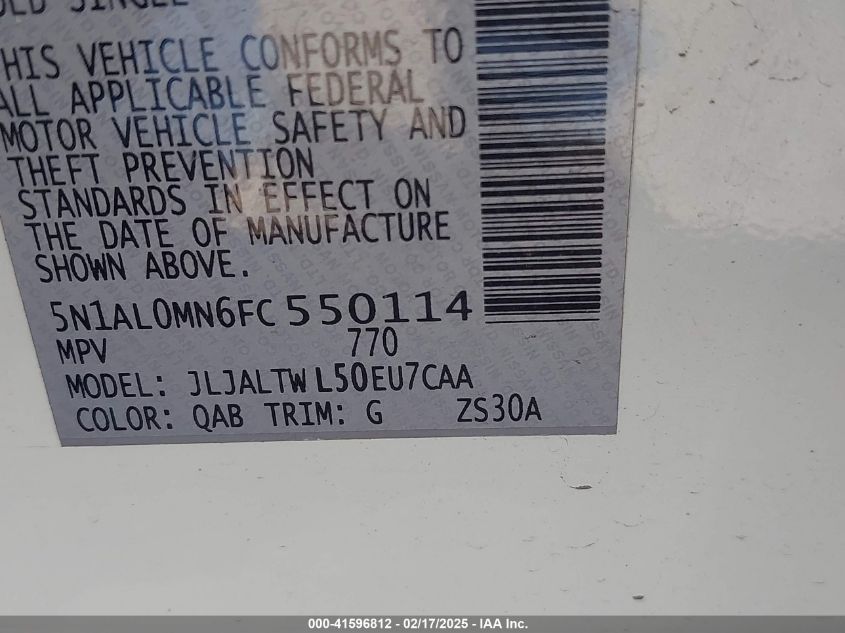 SINGLE
THIS VEHICLE CONFORMS TO
ALL APPLICABLE FEDERAL
MOTOR VEHICLE SAFETY AND
THEFT PREVENTION
STANDARDS IN EFFECT ON
THE DATE OF MANUFACTURE
SHOWN ABOVE.
5N1AL0MN6FC550114
MPV 770
MODEL: JLJALTWL50EU7CAA
COLOR: QAB TRIM: G ZS30A
000-41596812 - 02/17/2025 - IAA Inc.